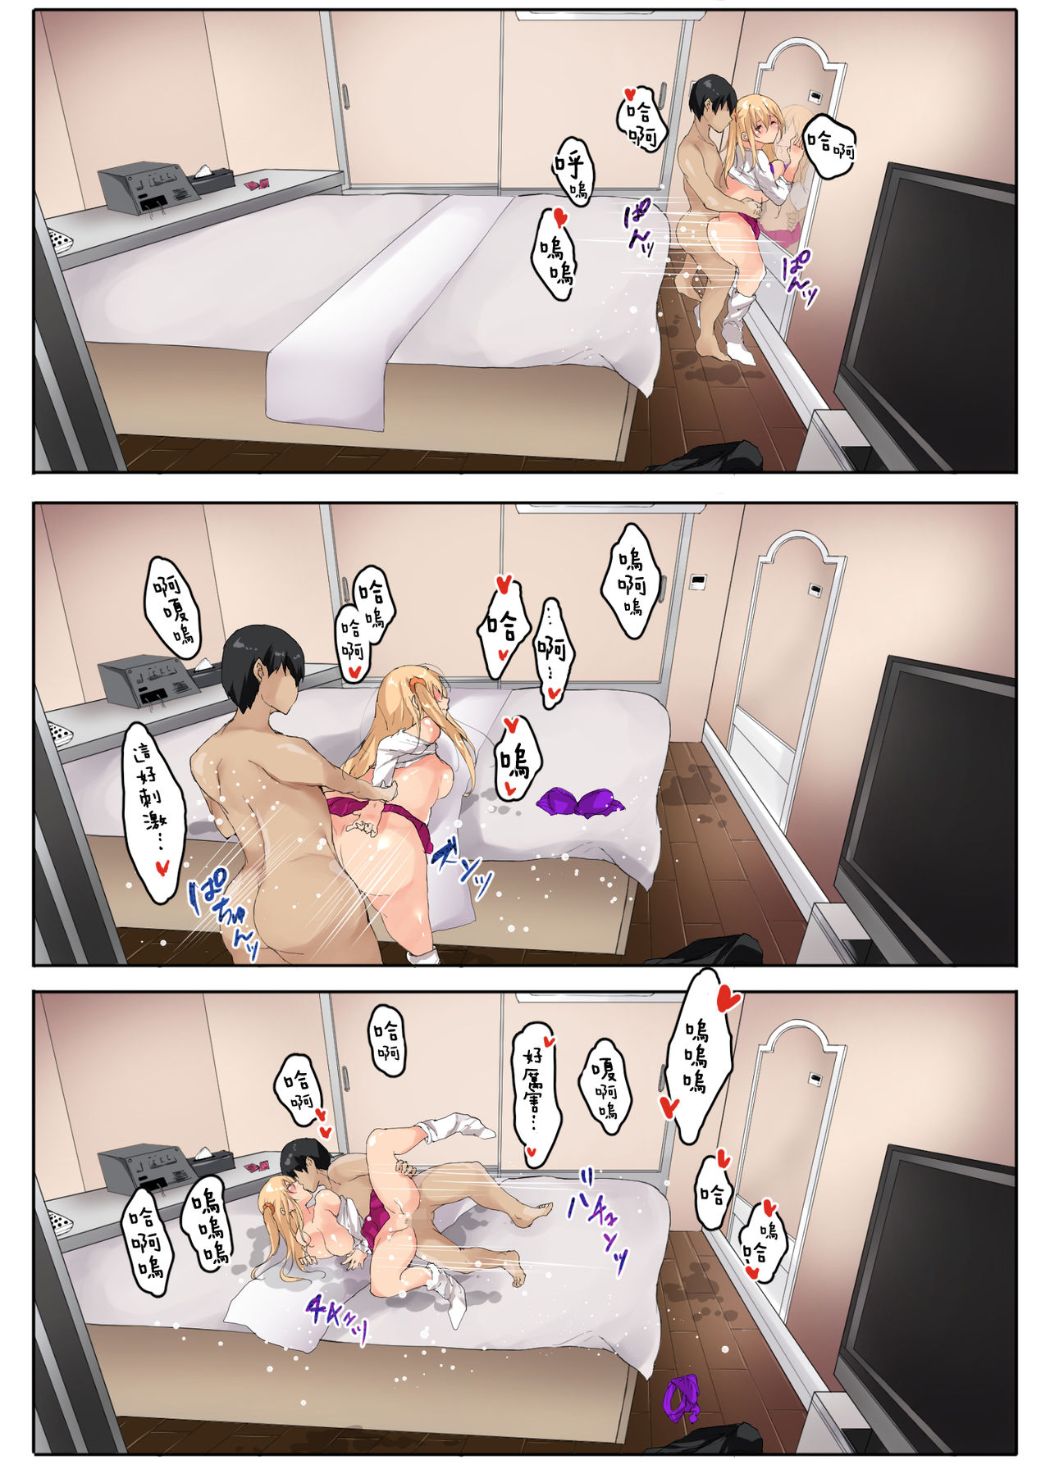 哈啊
哈啊
呼嗚
嗚嗚
ぱんッ
ぱんッ
嗚啊嗚
…啊…
哈
嗚
哈嗚
哈啊
啊嘎嗚
這好刺激…
ズンッ
ぱちゅんッ
嗚嗚嗚
嘎啊嗚
好厲害…
哈啊
哈啊
哈
嗚哈
嗚嗚嗚
哈啊嗚